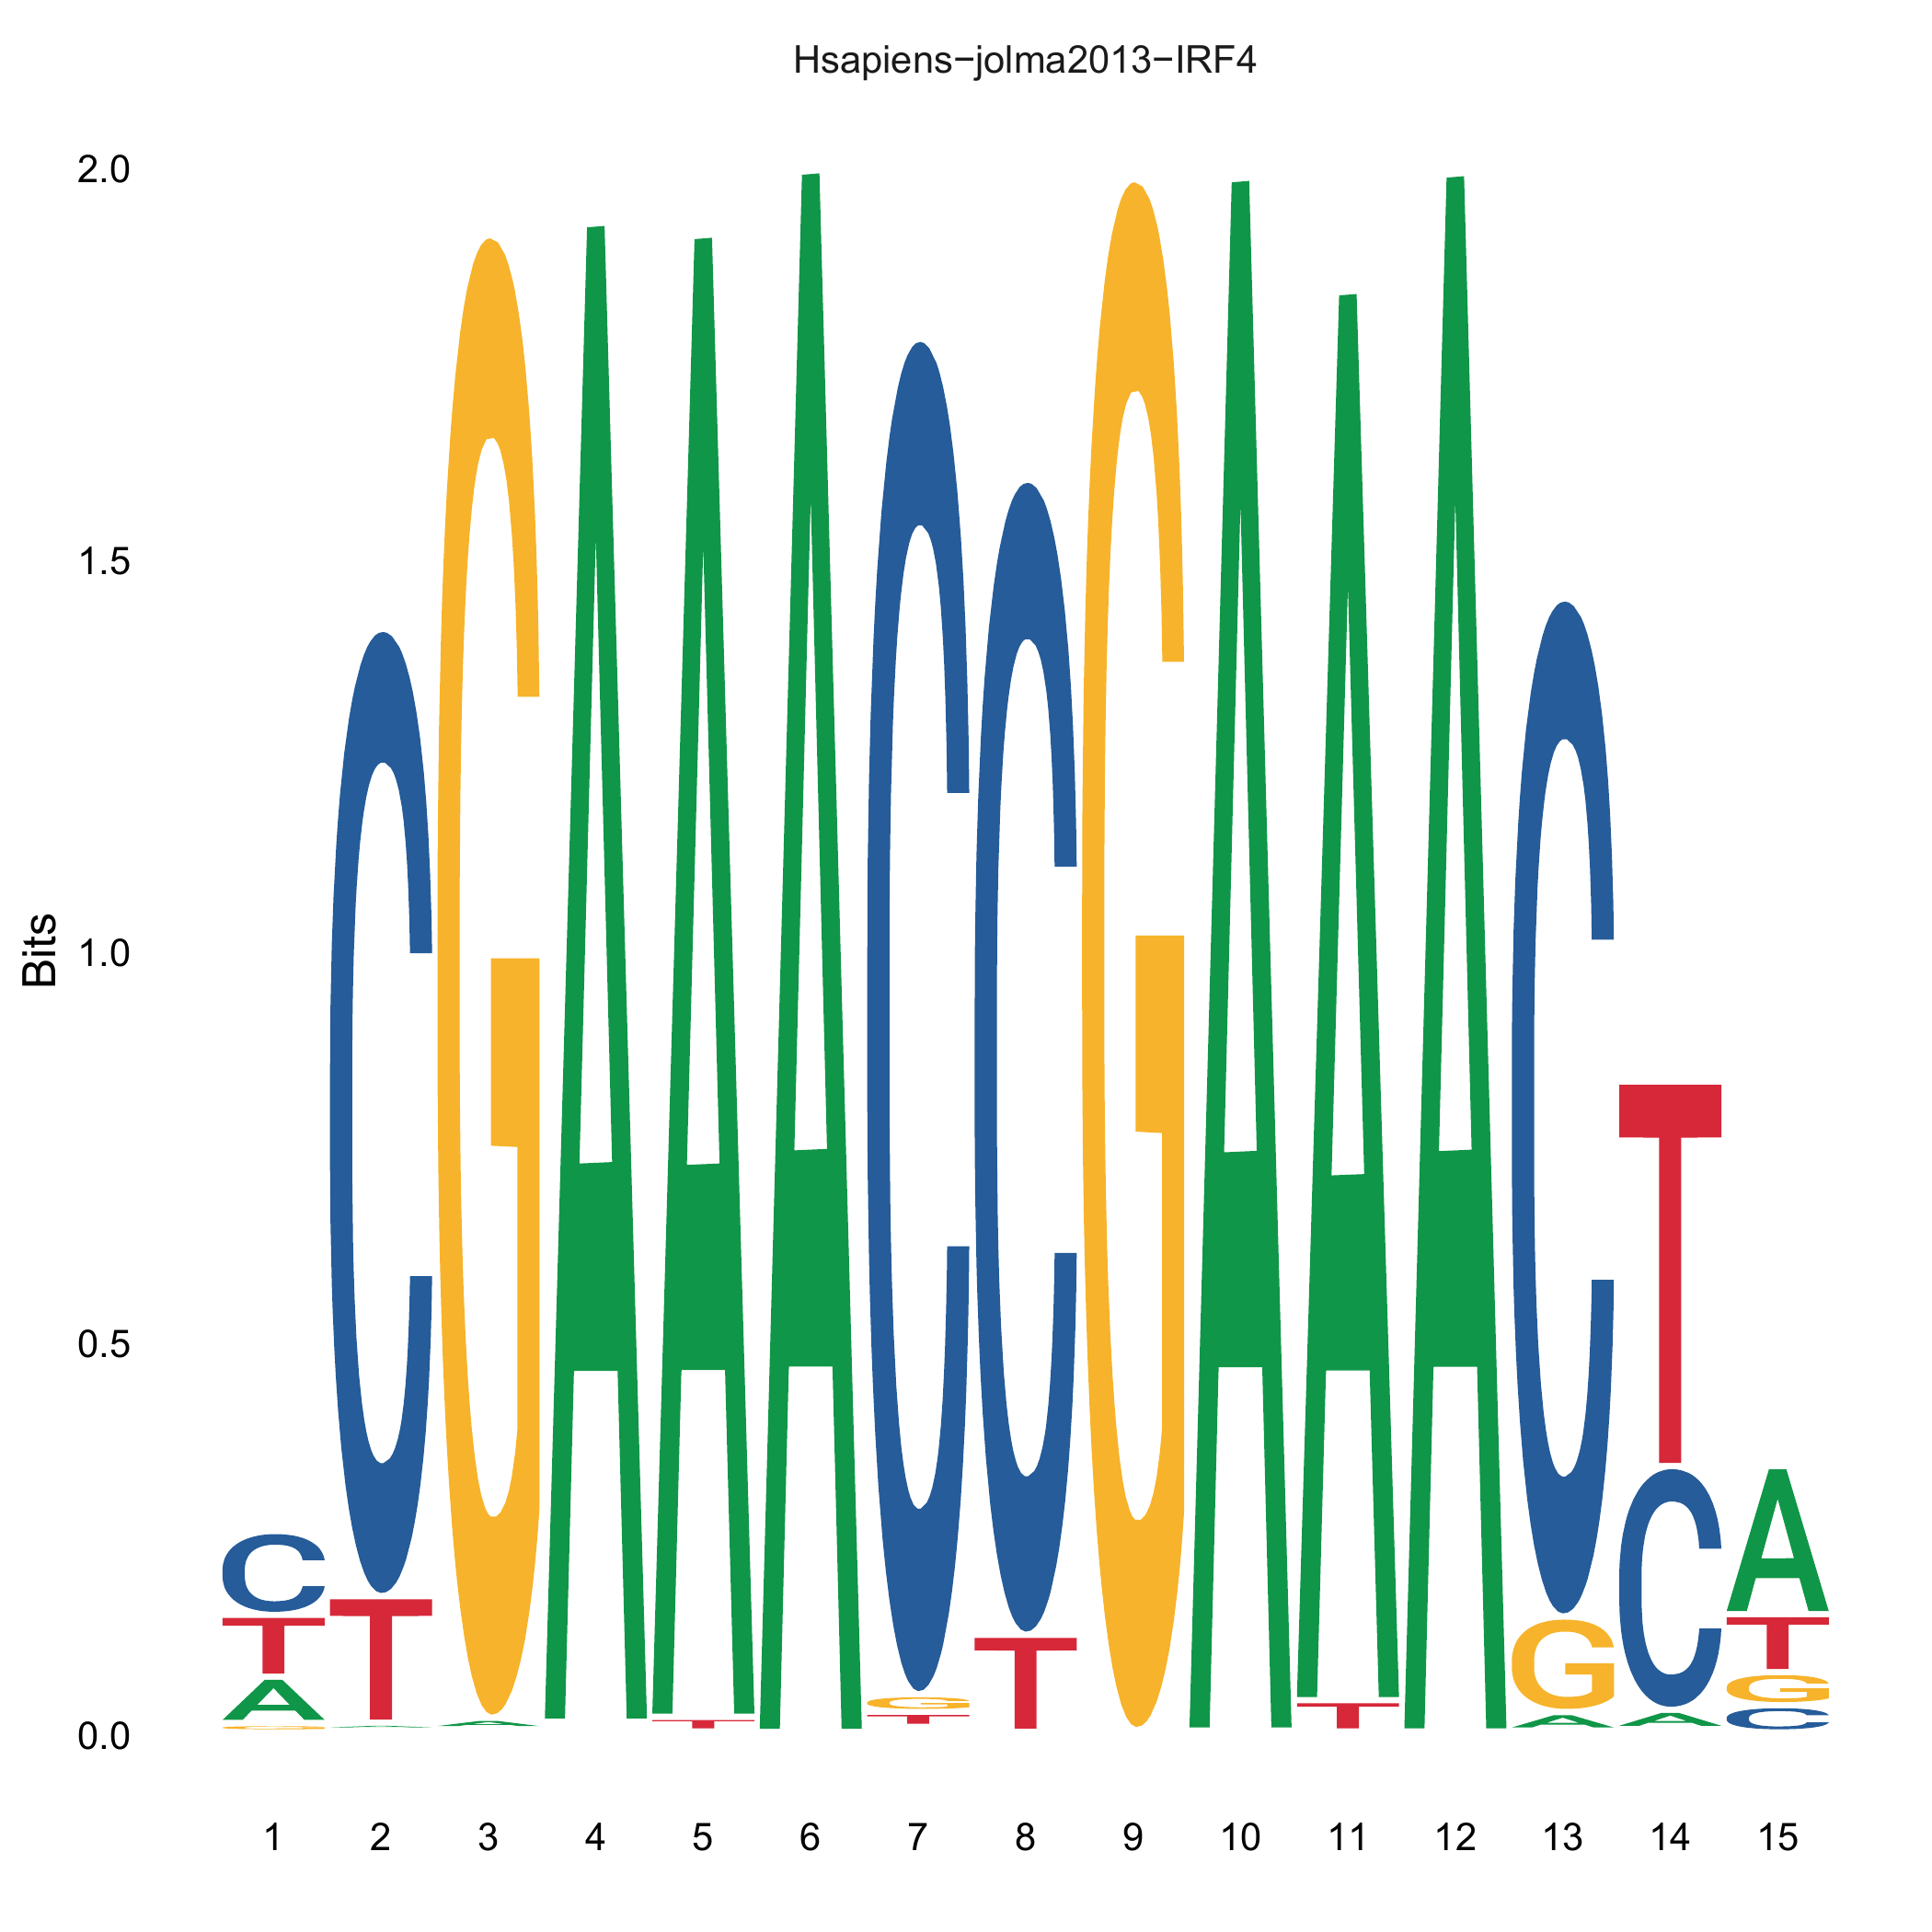 Hsapiens−jolma2013−IRF4
2.0
1.5
1.0
0.5
0.0
Bits
C C G A A A C C G A A A C T A
T T A T G T T G C T
A A T A A G
G C
1 2 3 4 5 6 7 8 9 10 11 12 13 14 15